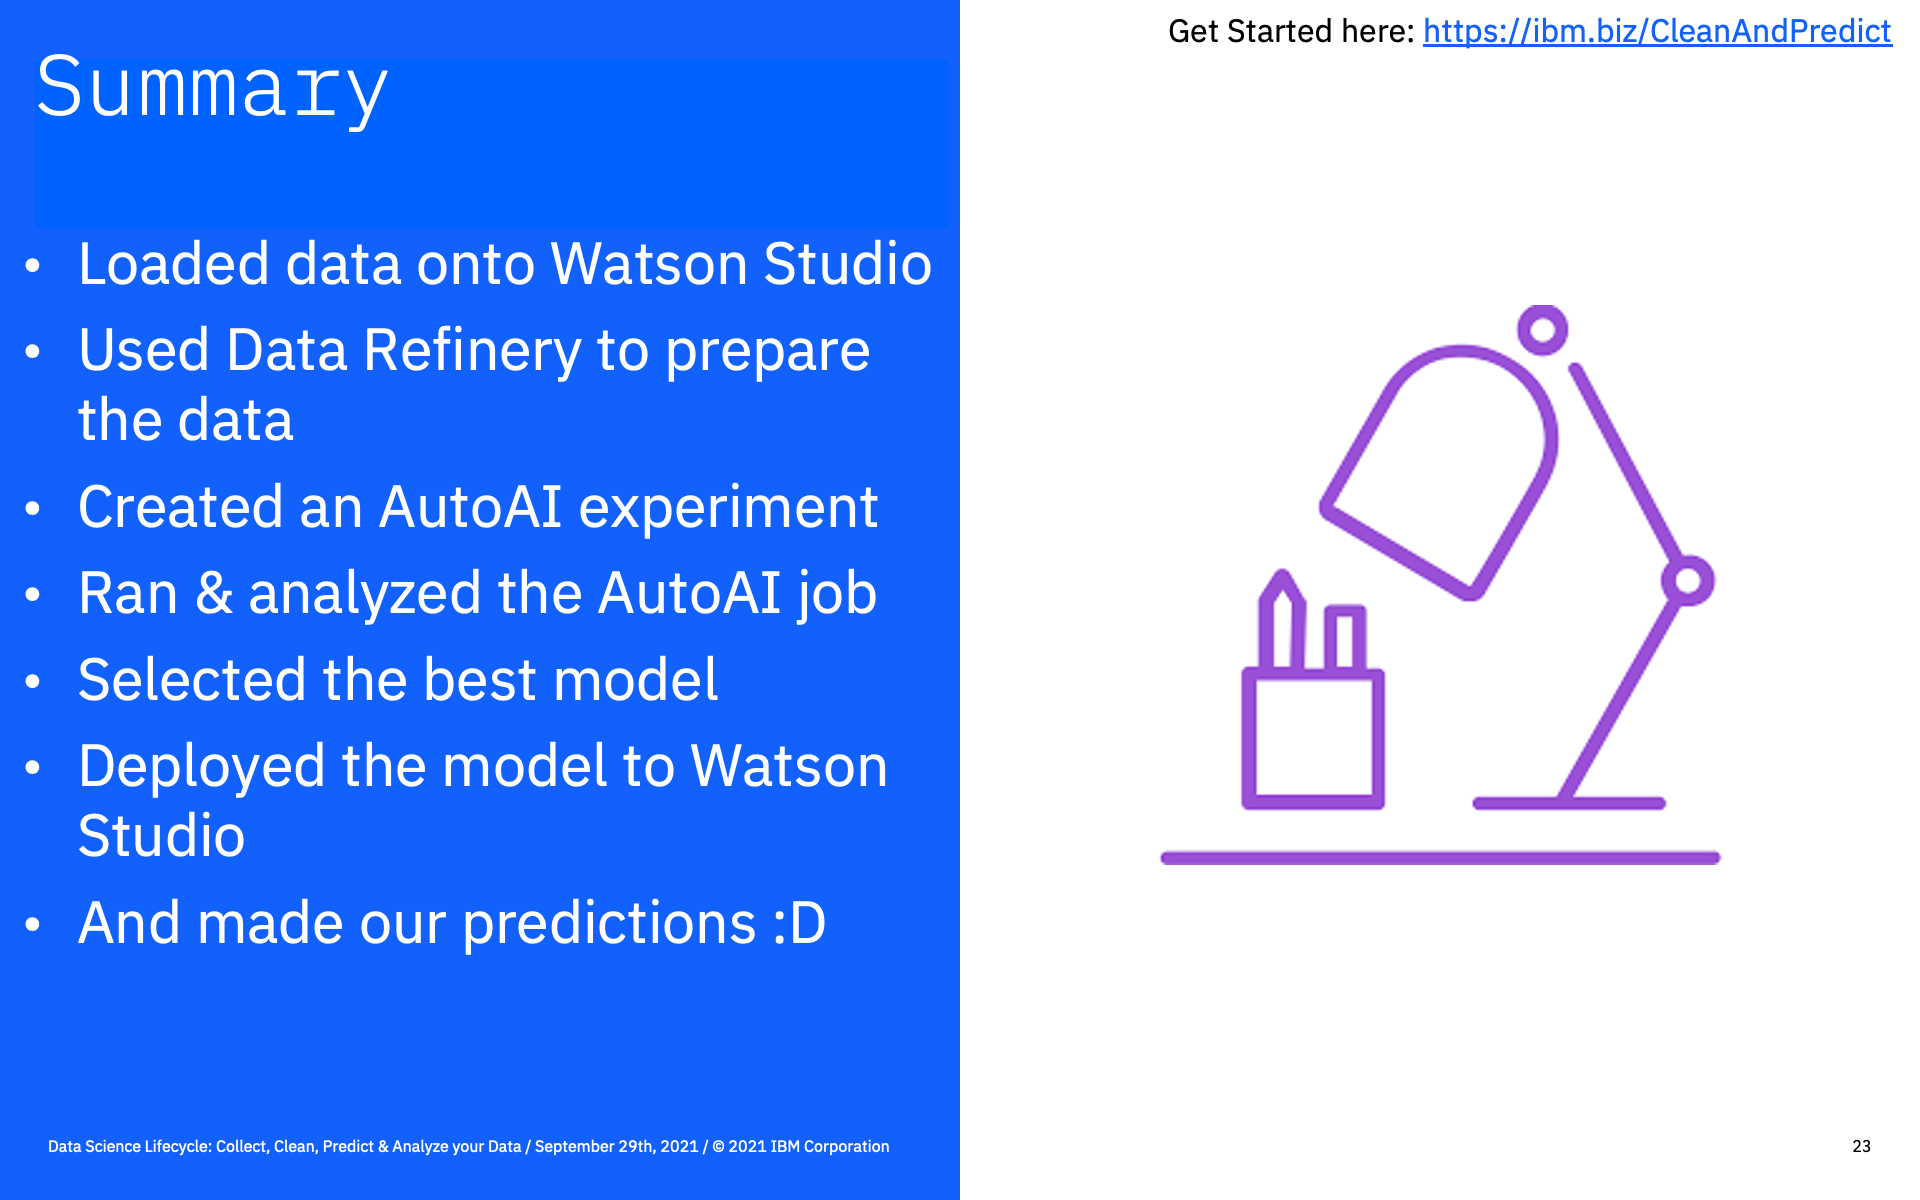 Get Started here: https://ibm.biz/CleanAndPredict
Summary
• Loaded data onto Watson Studio
• Used Data Refinery to prepare
the data
• Created an AutoAI experiment
• Ran & analyzed the AutoAI job
• Selected the best model
• Deployed the model to Watson
Studio
• And made our predictions :D
Data Science Lifecycle: Collect, Clean, Predict & Analyze your Data / September 29th, 2021 / © 2021 IBM Corporation
23